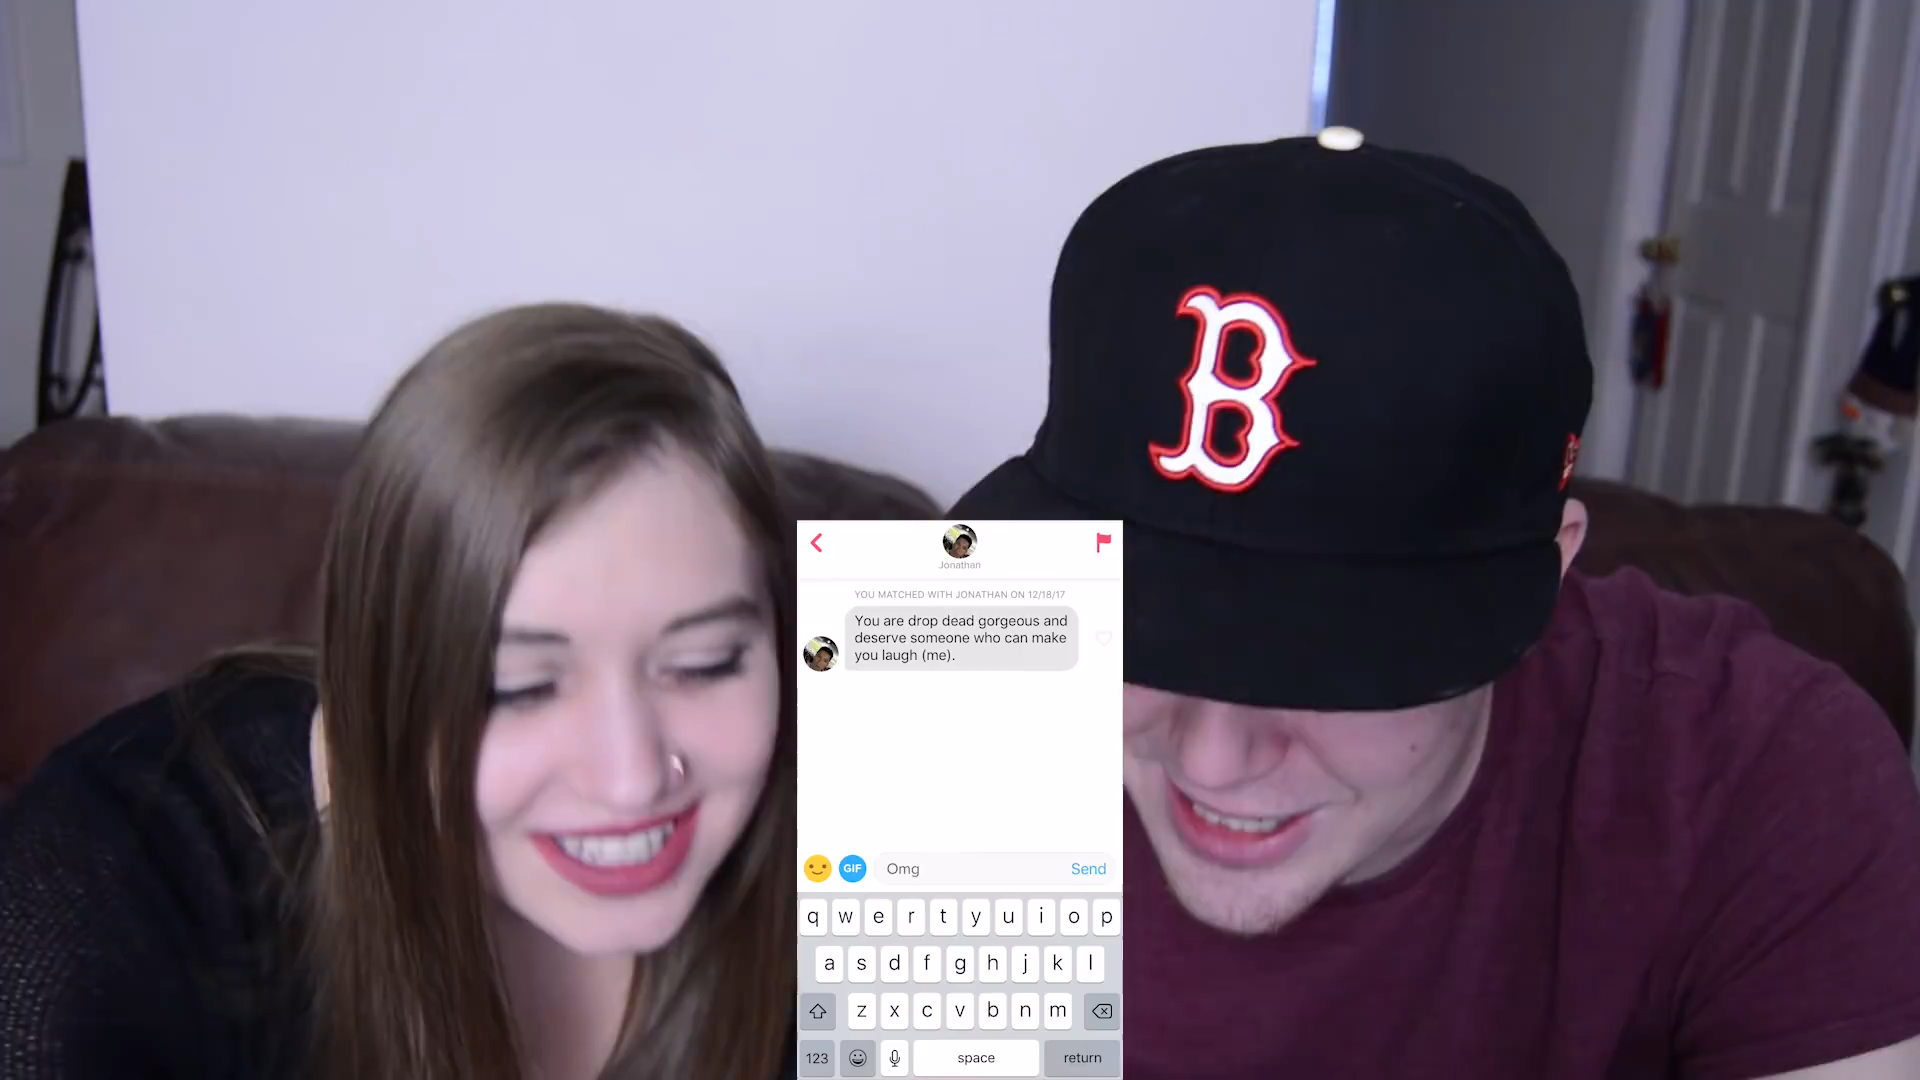 B
Jonathan
YOU MATCHED WITH JONATHAN ON 12/18/17
You are drop dead gorgeous and
deserve someone who can make
you laugh (me).
GIF Omg Send
q w e r t y u i o p
a s d f g h j k l
z x c v b n m
123 space return